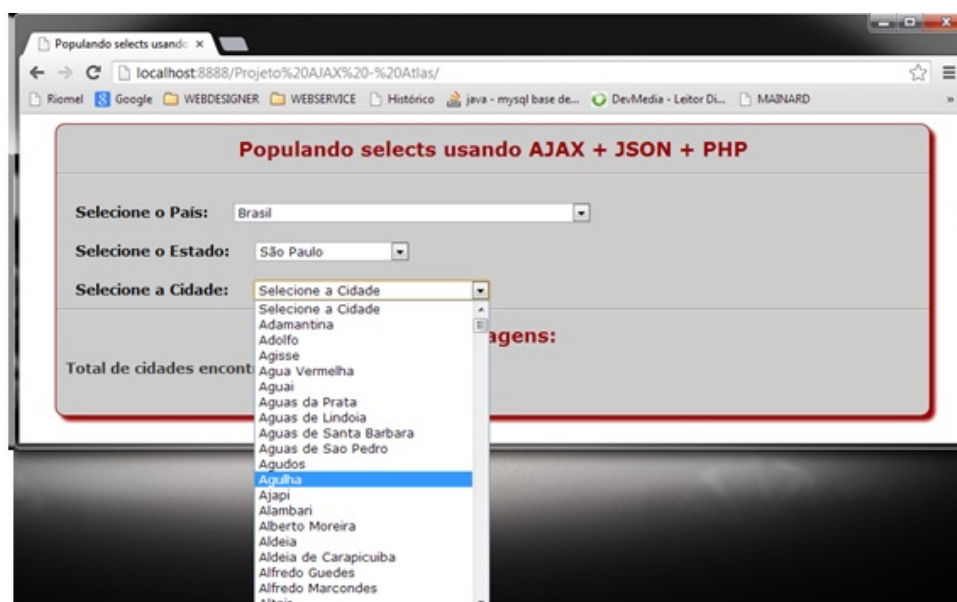 Populando selects usando
localhost:8888/Projeto%20AJAX%20-%20Atlas/
Riomel Google WEBDESIGNER WEBSERVICE Histórico java - mysql base de... DevMedia - Leitor Di... MAINARD »
Populando selects usando AJAX + JSON + PHP
Selecione o País: Brasil
Selecione o Estado: São Paulo
Selecione a Cidade: Selecione a Cidade
Selecione a Cidade
Adamantina
Adolfo
agens:
Agisse
Total de cidades encont
Agua Vermelha
Aguai
Aguas da Prata
Aguas de Lindoia
Aguas de Santa Barbara
Aguas de Sao Pedro
Agudos
Agulha
Ajapi
Alambari
Alberto Moreira
Aldeia
Aldeia de Carapicuiba
Alfredo Guedes
Alfredo Marcondes